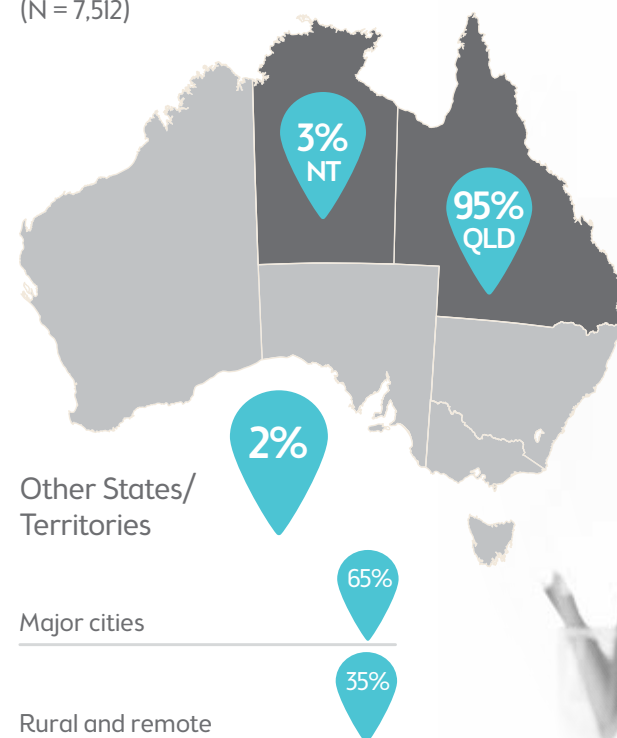 (N = 7,512)
3%
NT
95%
QLD
2%
Other States/
Territories
65%
Major cities
35%
Rural and remote